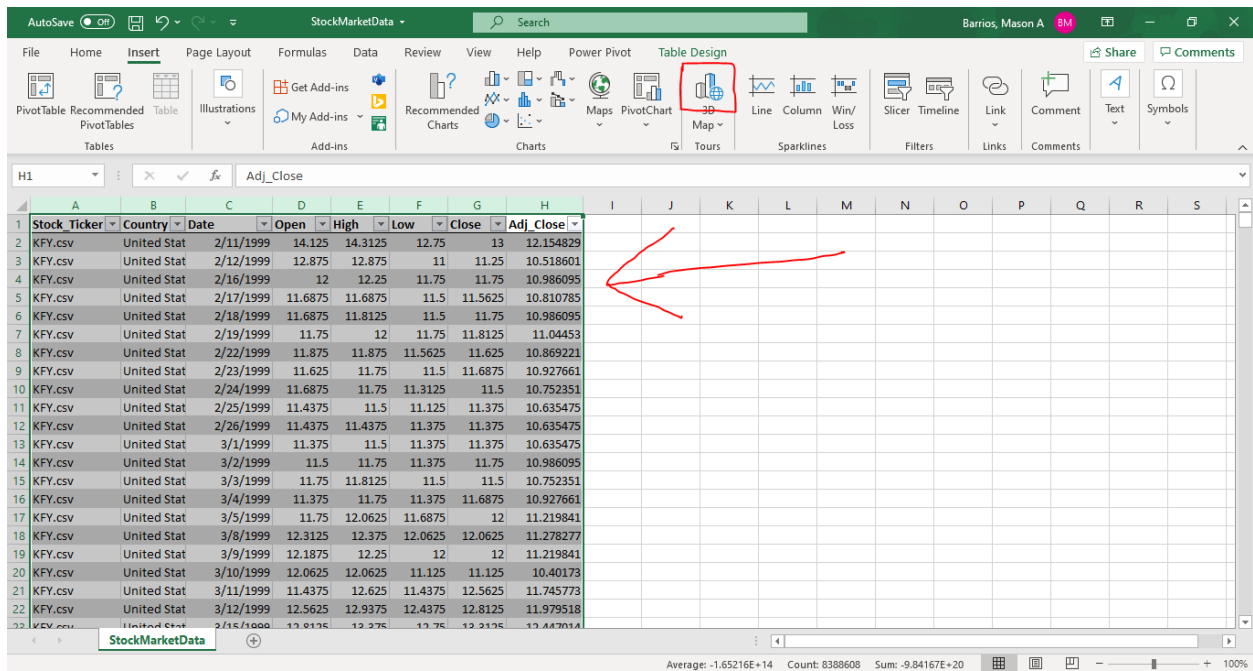 AutoSave Off StockMarketData Search Barrios, Mason A BM
File Home Insert Page Layout Formulas Data Review View Help Power Pivot Table Design Share Comments
PivotTable Recommended PivotTables Table Illustrations Get Add-ins My Add-ins Recommended Charts Maps PivotChart 3D Map Line Column Win/Loss Slicer Timeline Link Comment Text Symbols
Tables Add-ins Charts Tours Sparklines Filters Links Comments
H1 fx Adj_Close
A B C D E F G H I J K L M N O P Q R S
1 Stock_Ticker Country Date Open High Low Close Adj_Close
2 KFY.csv United Stat 2/11/1999 14.125 14.3125 12.75 13 12.154829
3 KFY.csv United Stat 2/12/1999 12.875 12.875 11 11.25 10.518601
4 KFY.csv United Stat 2/16/1999 12 12.25 11.75 11.75 10.986095
5 KFY.csv United Stat 2/17/1999 11.6875 11.6875 11.5 11.5625 10.810785
6 KFY.csv United Stat 2/18/1999 11.6875 11.8125 11.5 11.75 10.986095
7 KFY.csv United Stat 2/19/1999 11.75 12 11.75 11.8125 11.04453
8 KFY.csv United Stat 2/22/1999 11.875 11.875 11.5625 11.625 10.869221
9 KFY.csv United Stat 2/23/1999 11.625 11.75 11.5 11.6875 10.927661
10 KFY.csv United Stat 2/24/1999 11.6875 11.75 11.3125 11.5 10.752351
11 KFY.csv United Stat 2/25/1999 11.4375 11.5 11.125 11.375 10.635475
12 KFY.csv United Stat 2/26/1999 11.4375 11.4375 11.375 11.375 10.635475
13 KFY.csv United Stat 3/1/1999 11.375 11.5 11.375 11.375 10.635475
14 KFY.csv United Stat 3/2/1999 11.5 11.75 11.375 11.75 10.986095
15 KFY.csv United Stat 3/3/1999 11.75 11.8125 11.5 11.5 10.752351
16 KFY.csv United Stat 3/4/1999 11.375 11.75 11.375 11.6875 10.927661
17 KFY.csv United Stat 3/5/1999 11.75 12.0625 11.6875 12 11.219841
18 KFY.csv United Stat 3/8/1999 12.3125 12.375 12.0625 12.0625 11.278277
19 KFY.csv United Stat 3/9/1999 12.1875 12.25 12 12 11.219841
20 KFY.csv United Stat 3/10/1999 12.0625 12.0625 11.125 11.125 10.40173
21 KFY.csv United Stat 3/11/1999 11.4375 12.625 11.4375 12.5625 11.745773
22 KFY.csv United Stat 3/12/1999 12.5625 12.9375 12.4375 12.8125 11.979518
23 KFY.csv United Stat 3/15/1999 12.8125 13.375 12.75 13.3125 12.447014
StockMarketData
Average: -1.65216E+14 Count: 8388608 Sum: -9.84167E+20 100%